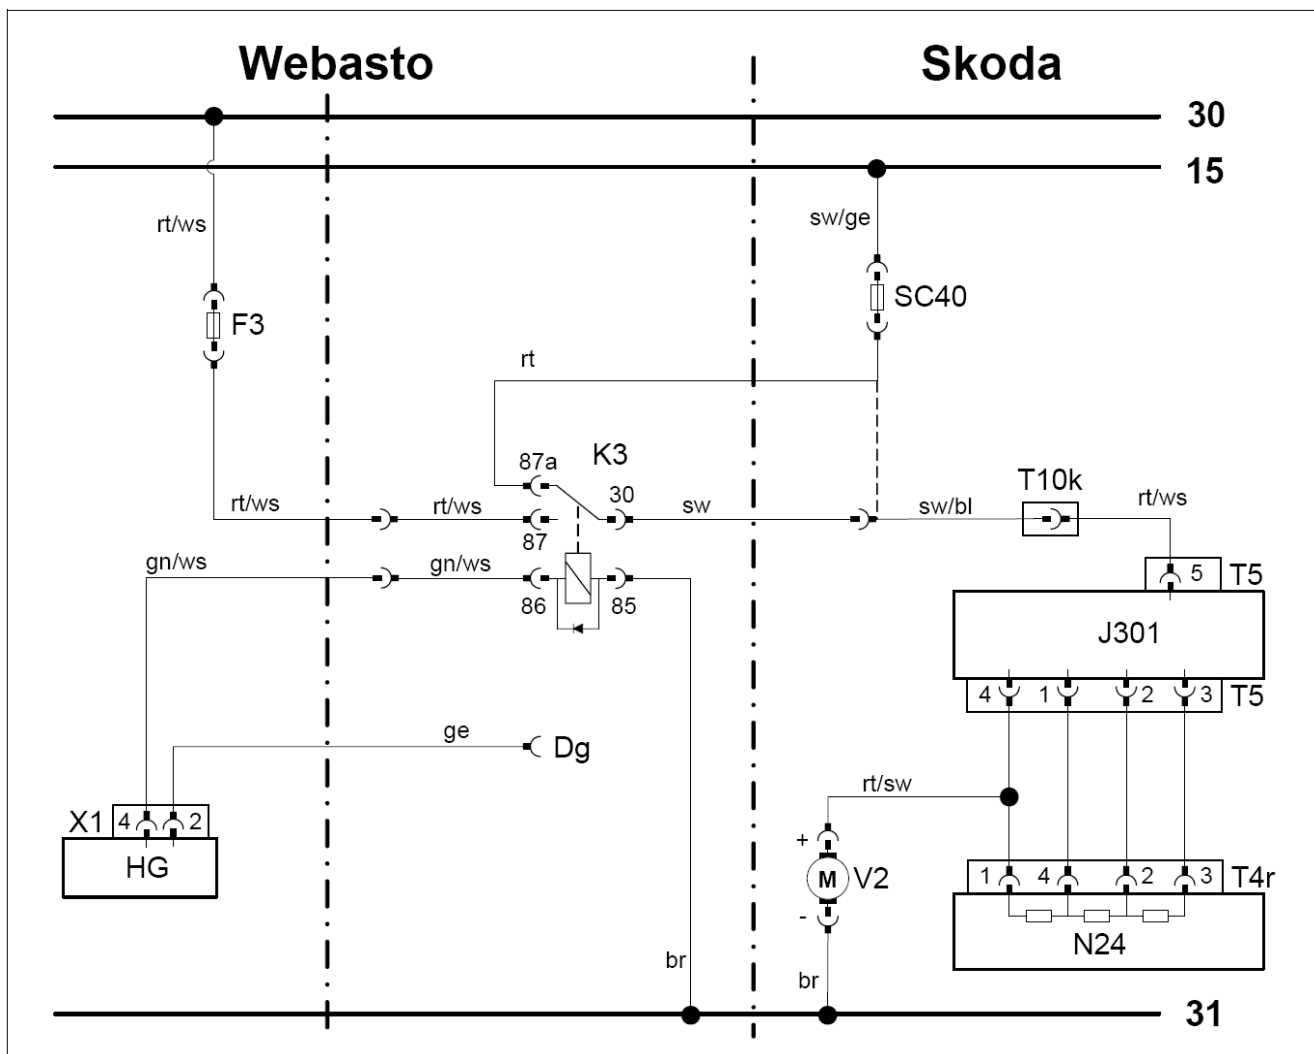 Webasto Skoda
30
15
rt/ws sw/ge
F3 SC40
rt
87a K3
30 T10k
rt/ws rt/ws sw sw/bl rt/ws
87
gn/ws gn/ws
86 85
5 T5
J301
4 1 2 3 T5
ge Dg
rt/sw
X1 4 2
HG
+
M V2
-
1 4 2 3 T4r
N24
br br
31